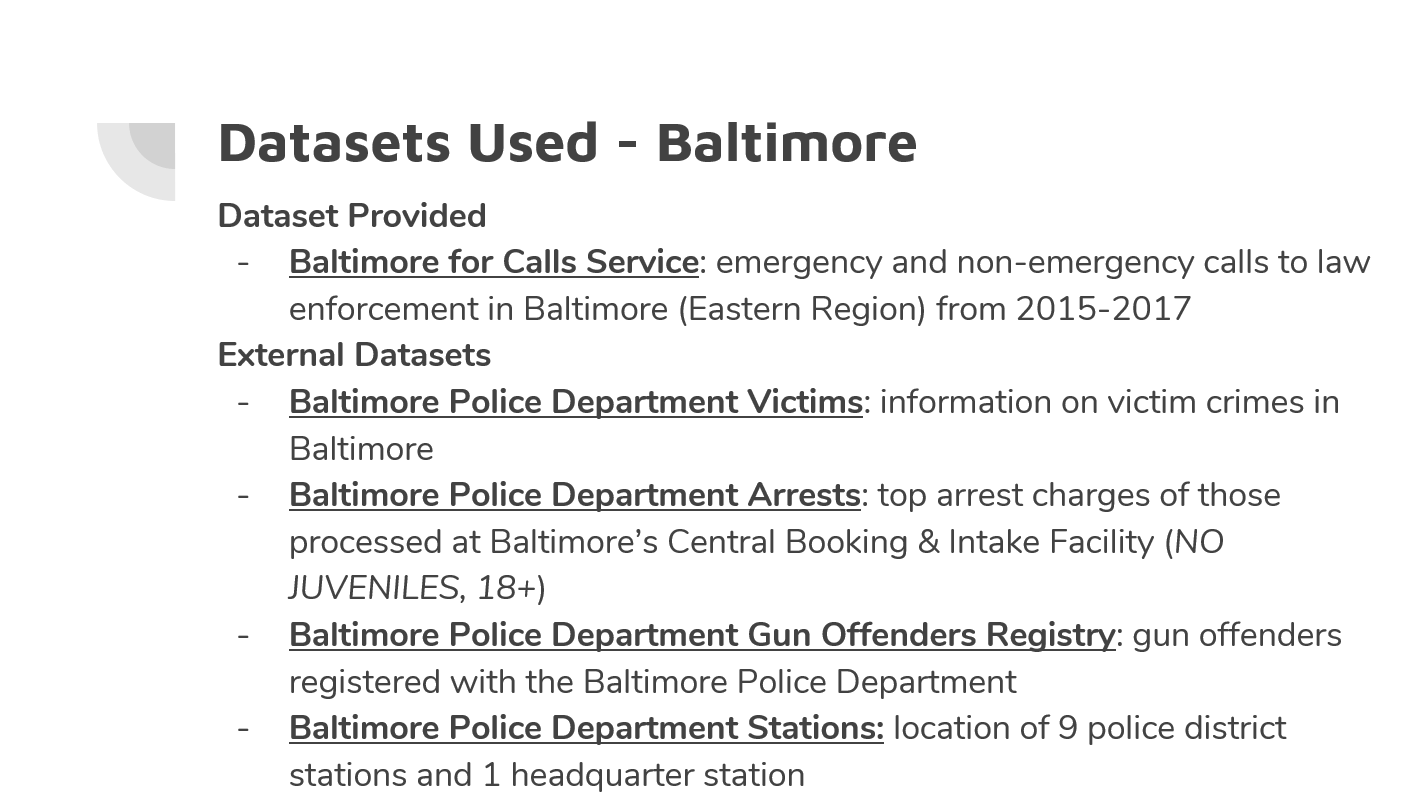 Datasets Used - Baltimore
Dataset Provided
- Baltimore for Calls Service: emergency and non-emergency calls to law
enforcement in Baltimore (Eastern Region) from 2015-2017
External Datasets
- Baltimore Police Department Victims: information on victim crimes in
Baltimore
- Baltimore Police Department Arrests: top arrest charges of those
processed at Baltimore’s Central Booking & Intake Facility (NO
JUVENILES, 18+)
- Baltimore Police Department Gun Offenders Registry: gun offenders
registered with the Baltimore Police Department
- Baltimore Police Department Stations: location of 9 police district
stations and 1 headquarter station